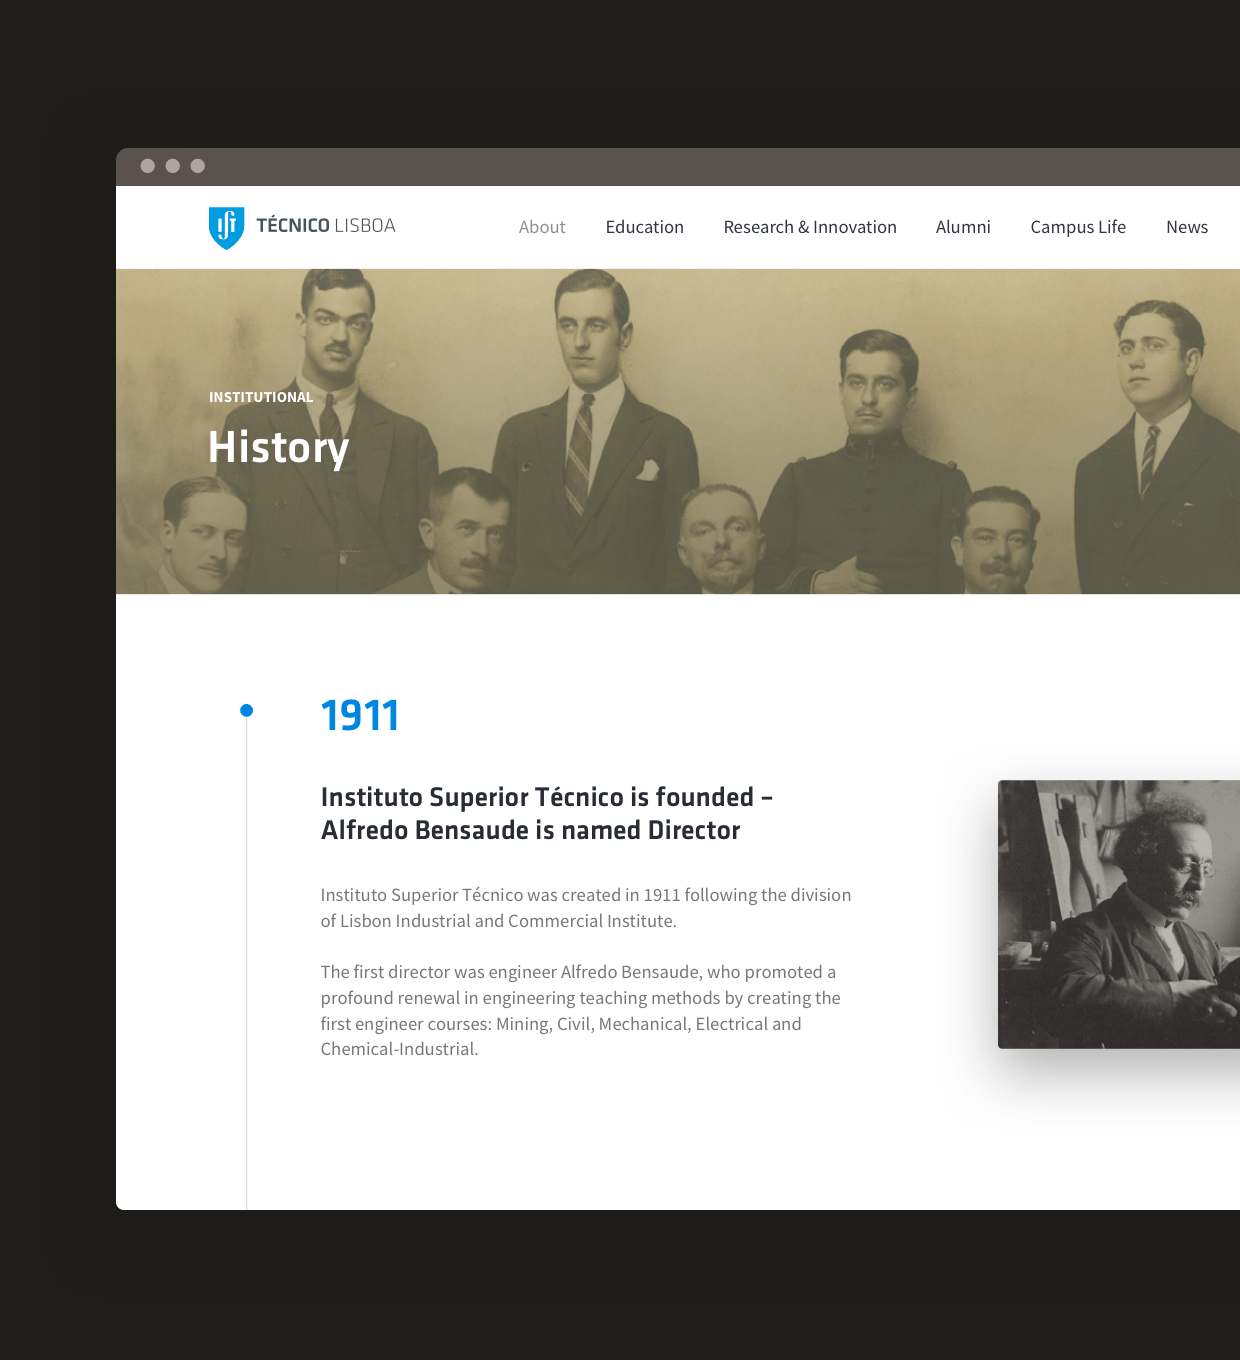 TÉCNICO LISBOA
About Education Research & Innovation Alumni Campus Life News
INSTITUTIONAL
History
1911
Instituto Superior Técnico is founded –
Alfredo Bensaude is named Director
Instituto Superior Técnico was created in 1911 following the division
of Lisbon Industrial and Commercial Institute.
The first director was engineer Alfredo Bensaude, who promoted a
profound renewal in engineering teaching methods by creating the
first engineer courses: Mining, Civil, Mechanical, Electrical and
Chemical-Industrial.